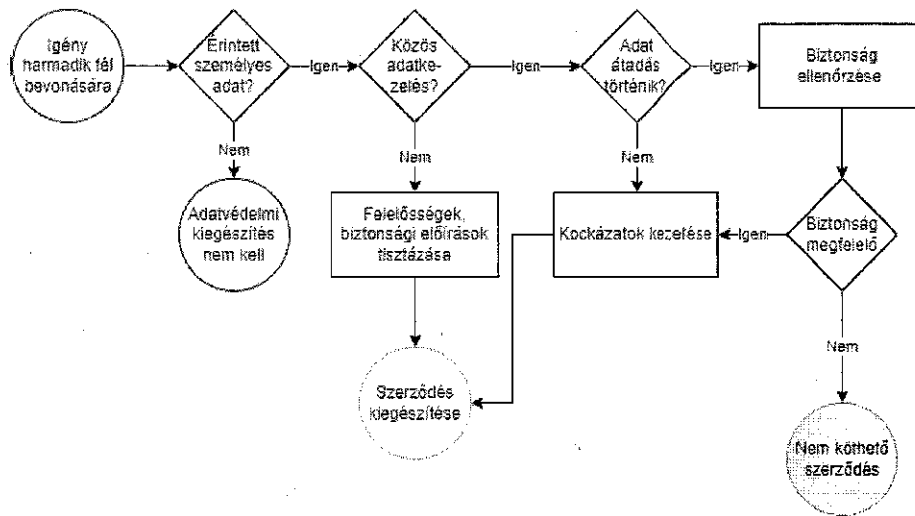 Igény
harmadik fél
bevonására
Érintett
személyes
adat?
Igen
Közös
adatke-
zelés?
Igen
Adat
átadás
történik?
Igen
Biztonság
ellenőrzése
Nem
Nem
Nem
Adatvédelmi
kiegészítés
nem kell
Felelősségek,
biztonsági előírások
tisztázása
Kockázatok kezelése
Igen
Biztonság
megfelelő
Nem
Szerződés
kiegészítése
Nem köthető
szerződés